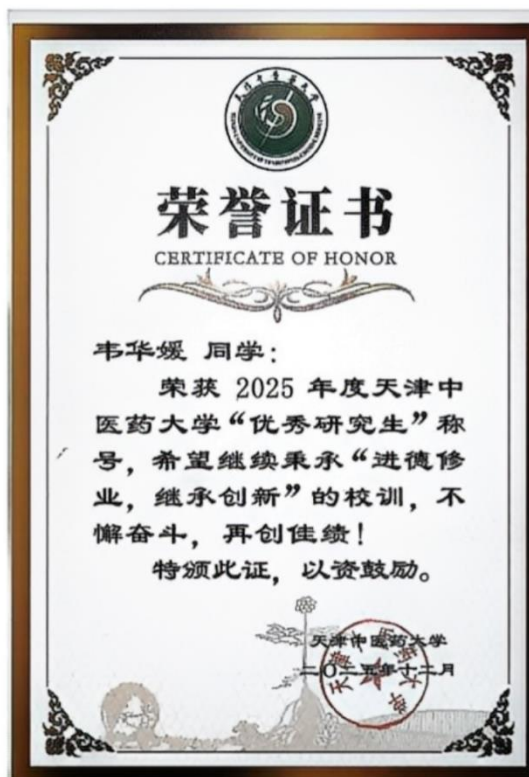 荣誉证书
CERTIFICATE OF HONOR
韦华媛 同学：
荣获 2025 年度天津中
医药大学“优秀研究生”称
号，希望继续秉承“进德修
业，继承创新”的校训，不
懈奋斗，再创佳绩！
特颁此证，以资鼓励。
天津中医药大学
二〇二五年十二月